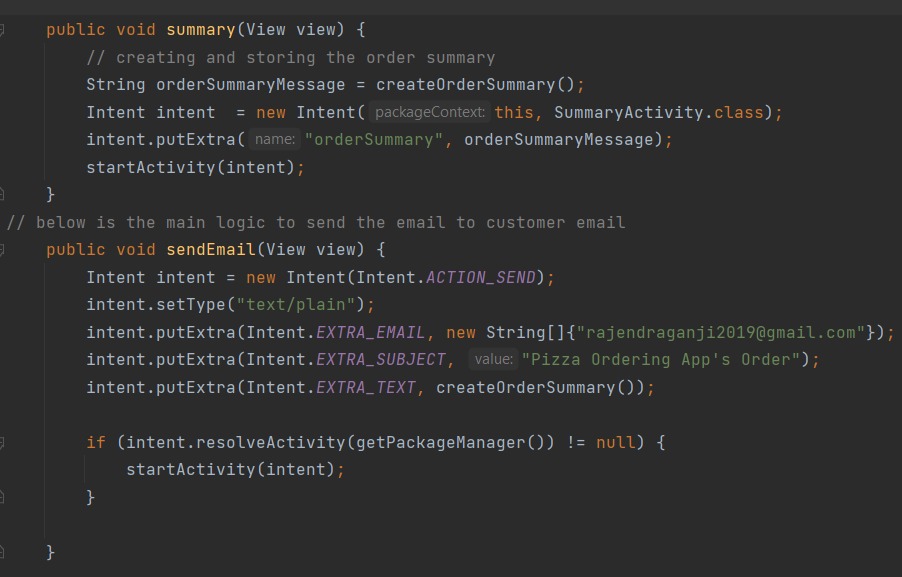 public void summary(View view) {
// creating and storing the order summary
String orderSummaryMessage = createOrderSummary();
Intent intent  = new Intent( packageContext: this, SummaryActivity.class);
intent.putExtra( name: "orderSummary", orderSummaryMessage);
startActivity(intent);
}
// below is the main logic to send the email to customer email
public void sendEmail(View view) {
Intent intent = new Intent(Intent.ACTION_SEND);
intent.setType("text/plain");
intent.putExtra(Intent.EXTRA_EMAIL, new String[]{"rajendraganji2019@gmail.com"});
intent.putExtra(Intent.EXTRA_SUBJECT, value: "Pizza Ordering App's Order");
intent.putExtra(Intent.EXTRA_TEXT, createOrderSummary());
if (intent.resolveActivity(getPackageManager()) != null) {
startActivity(intent);
}
}